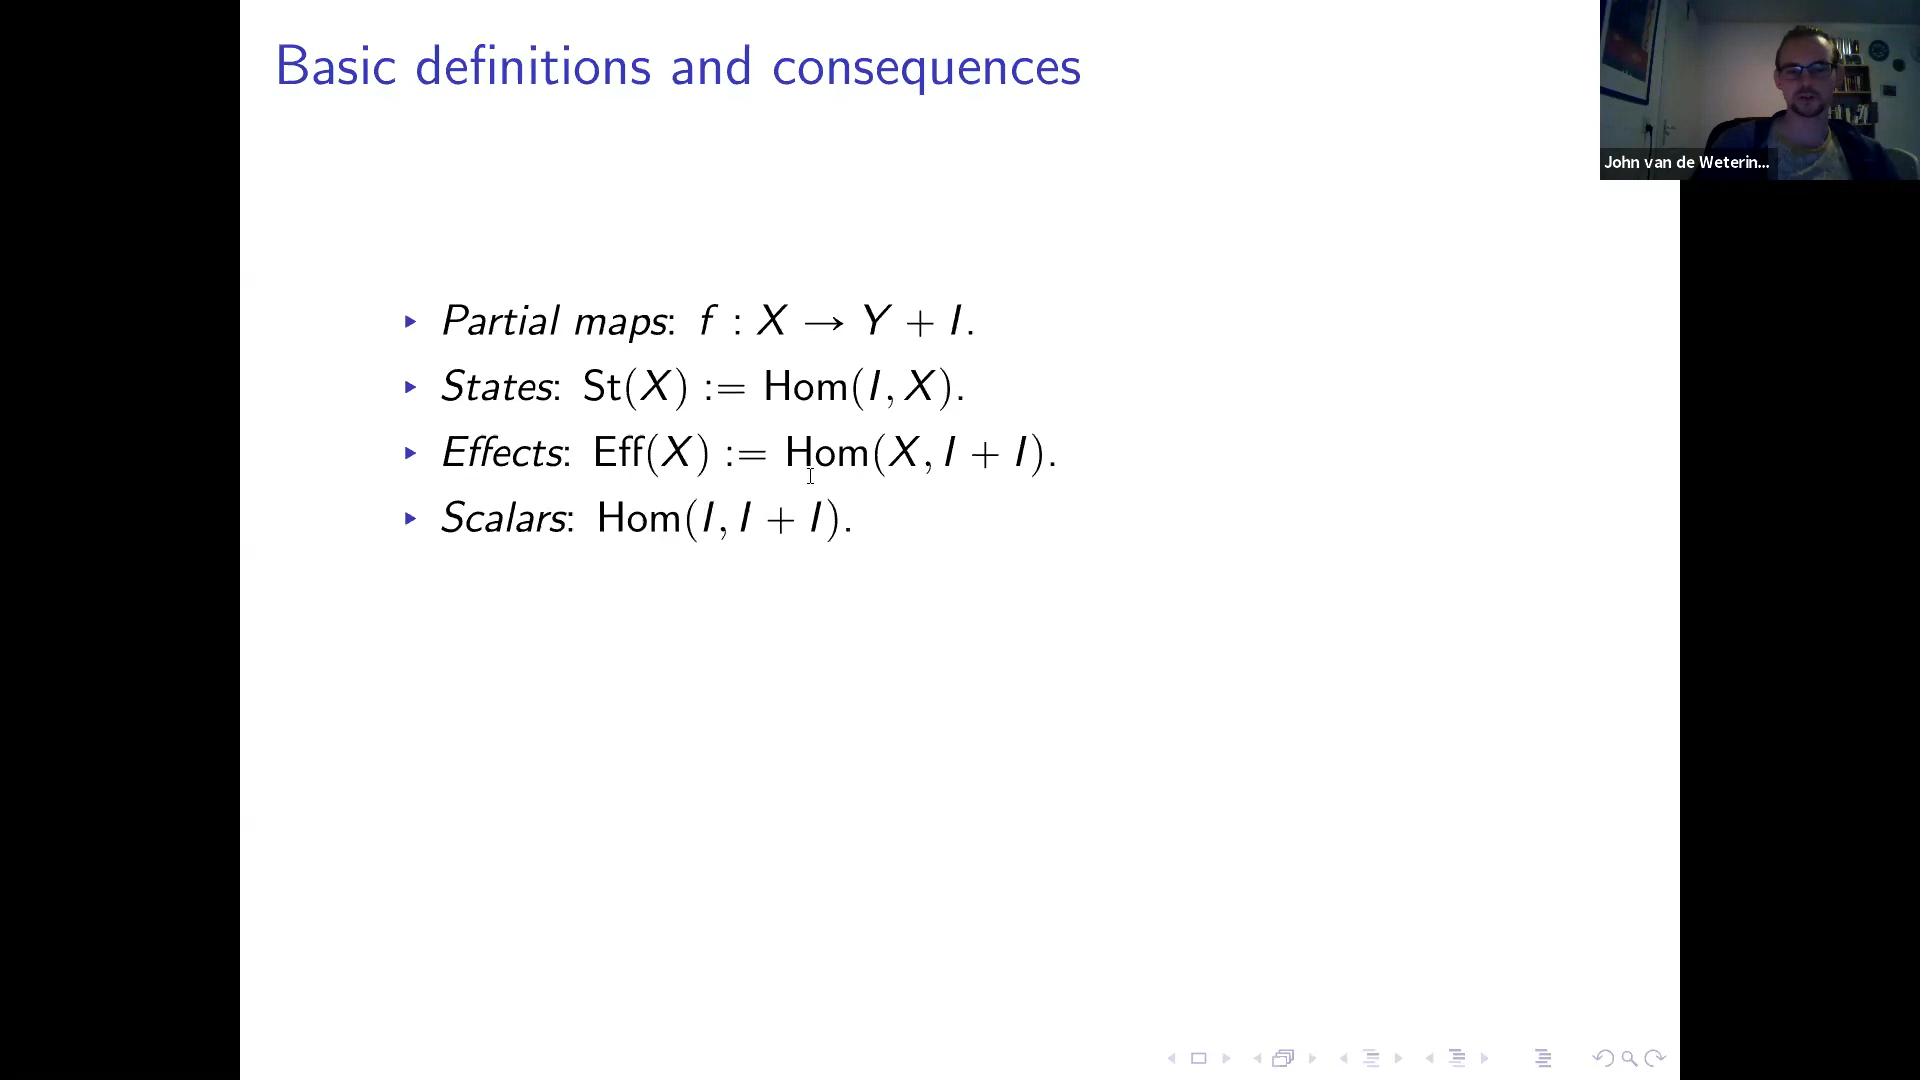 Basic definitions and consequences
John van de Weterin...
▸ Partial maps: f : X → Y + I.
▸ States: St(X) := Hom(I, X).
▸ Effects: Eff(X) := Hom(X, I + I).
▸ Scalars: Hom(I, I + I).